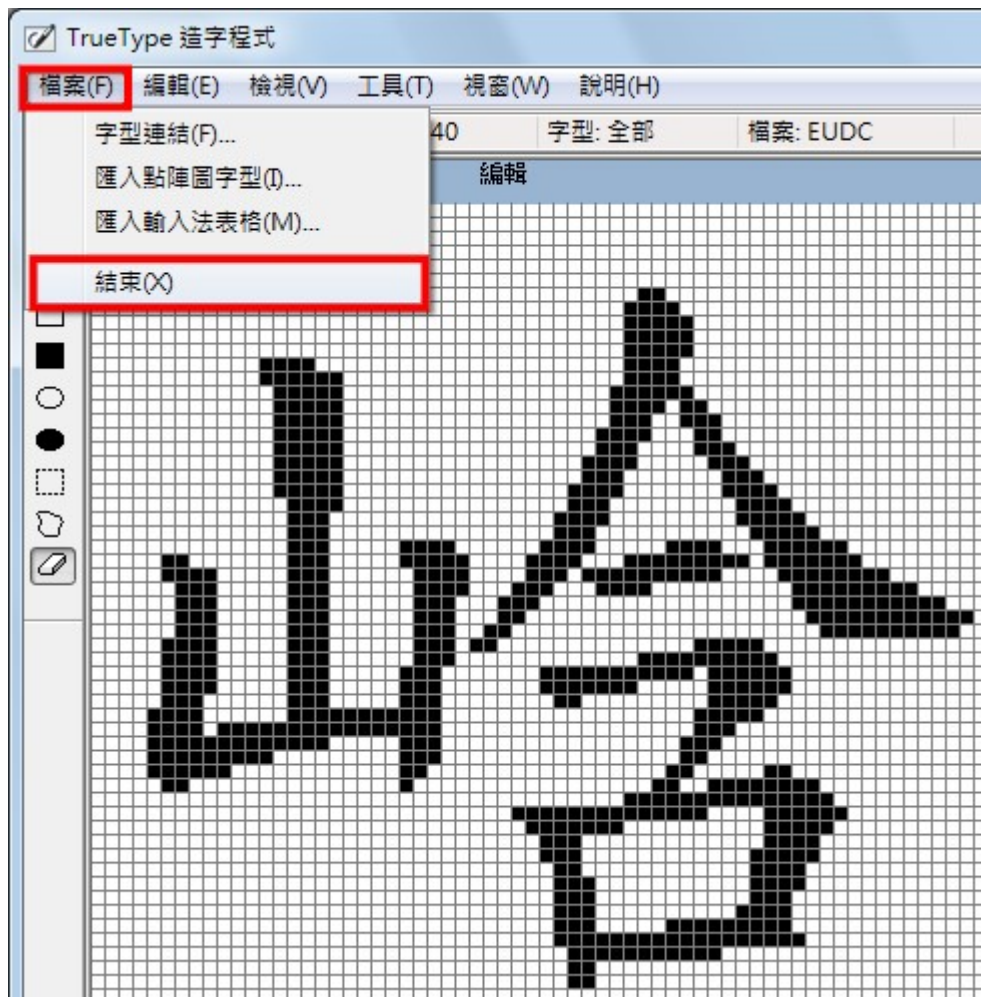 TrueType 造字程式
檔案(F) 編輯(E) 檢視(V) 工具(T) 視窗(W) 說明(H)
40 字型: 全部 檔案: EUDC
編輯
字型連結(F)...
匯入點陣圖字型(I)...
匯入輸入法表格(M)...
結束(X)